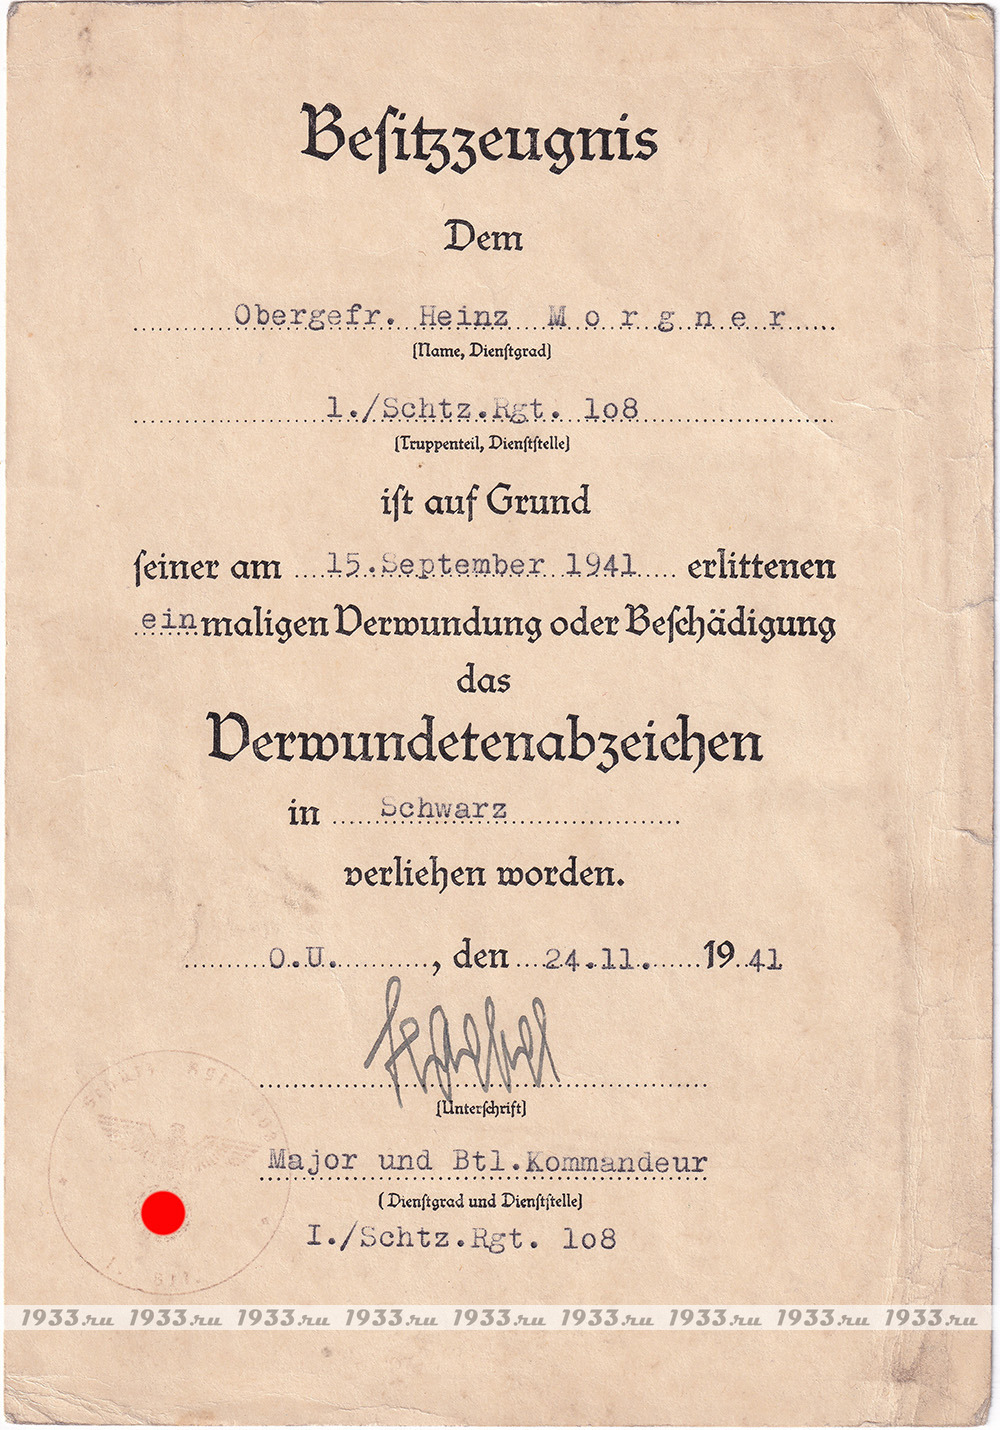 Besitzzeugnis
Dem
Obergefr. Heinz M o r g n e r
(Name, Dienstgrad)
1./Schtz.Rgt. 1o8
(Truppenteil, Dienststelle)
ist auf Grund
seiner am 15.September 1941 erlittenen
einmaligen Verwundung oder Beschädigung
das
Verwundetenabzeichen
in Schwarz
verliehen worden.
O.U. , den 24.11. 1941
(Unterschrift)
Major und Btl.Kommandeur
(Dienstgrad und Dienststelle)
I./Schtz.Rgt. 1o8
1933.ru 1933.ru 1933.ru 1933.ru 1933.ru 1933.ru 1933.ru 1933.ru 1933.ru